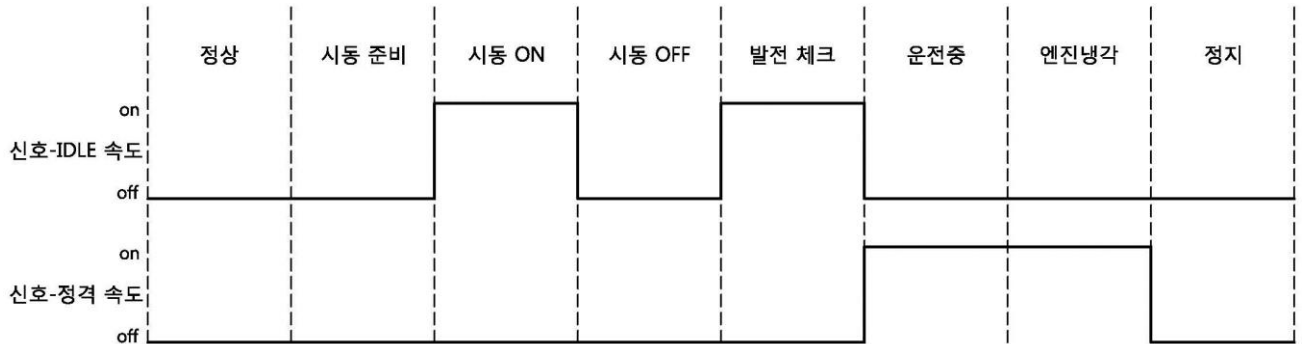 정상 시동 준비 시동 ON 시동 OFF 발전 체크 운전중 엔진냉각 정지
on
신호-IDLE 속도
off
on
신호-정격 속도
off